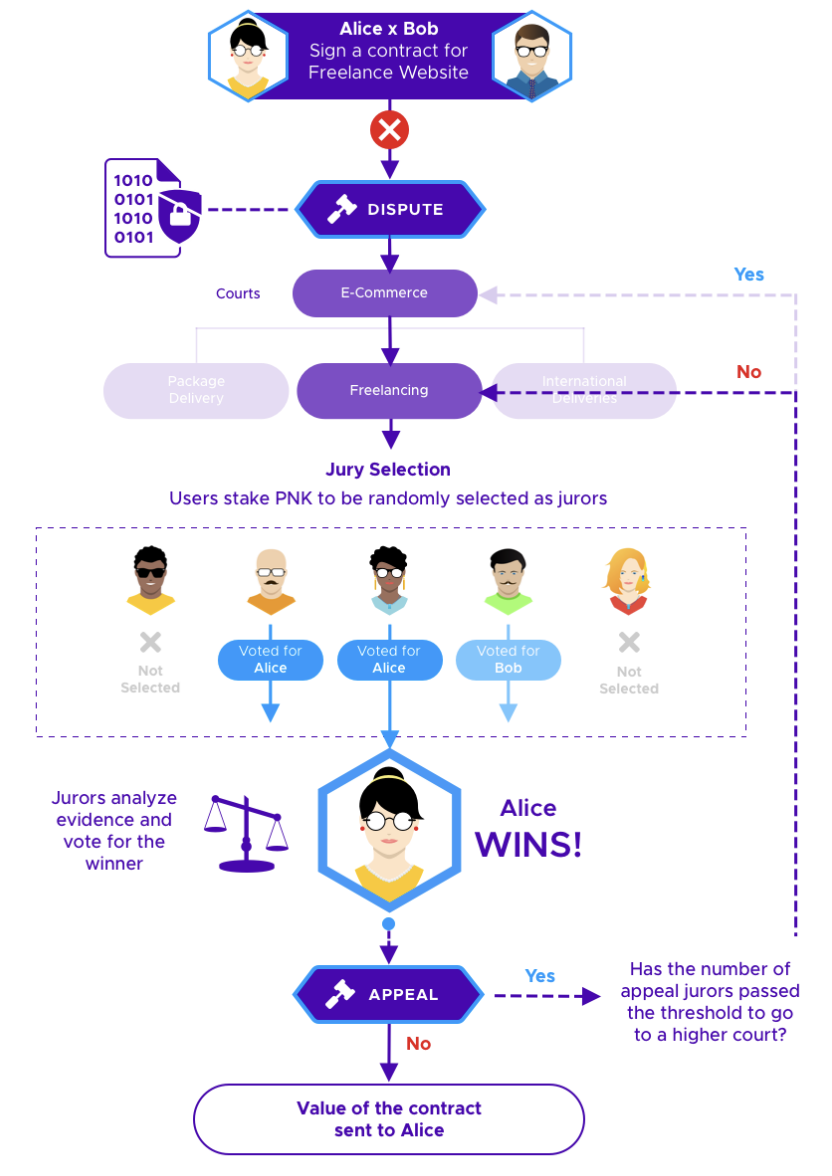 Alice x Bob
Sign a contract for
Freelance Website
1010
0101
1010
0101
DISPUTE
Yes
Courts
E-Commerce
No
Package
Delivery
Freelancing
International
Deliveries
Jury Selection
Users stake PNK to be randomly selected as jurors
Not
Selected
Voted for
Alice
Voted for
Alice
Voted for
Bob
Not
Selected
Jurors analyze
evidence and
vote for the
winner
Alice
WINS!
APPEAL
Yes
Has the number of
appeal jurors passed
the threshold to go
to a higher court?
No
Value of the contract
sent to Alice